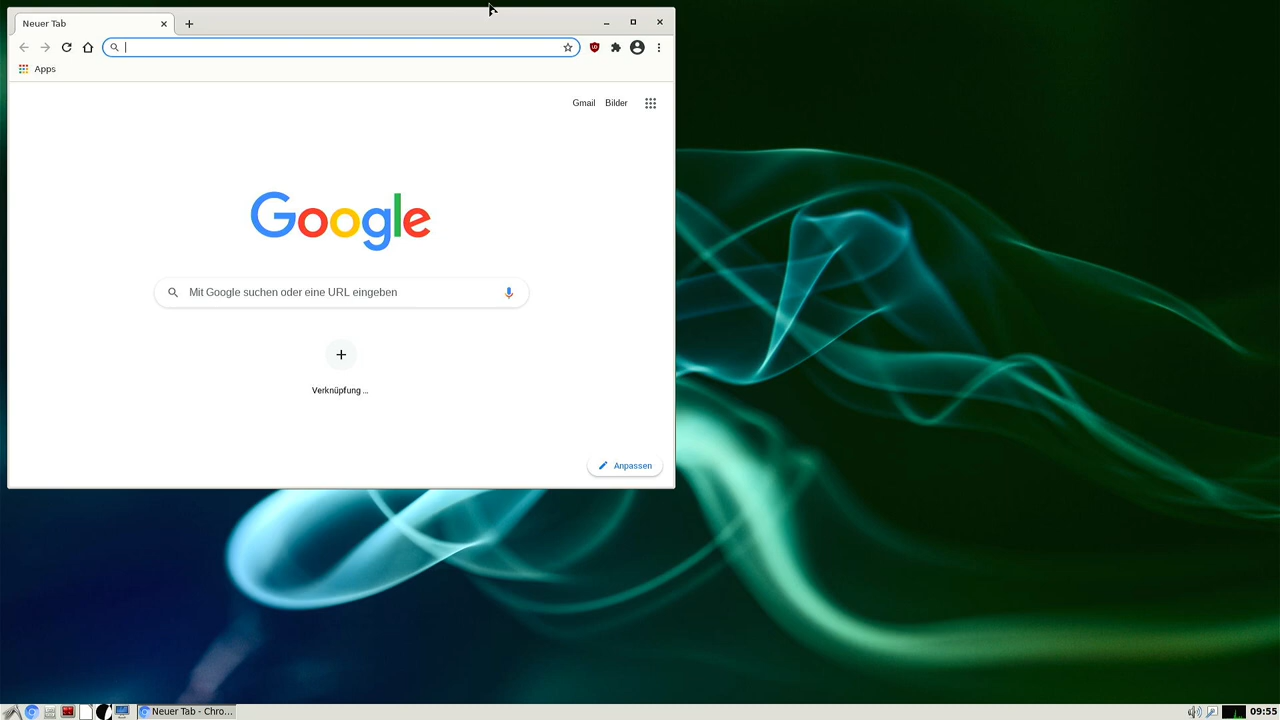 Neuer Tab
Apps
Gmail Bilder
Google
Mit Google suchen oder eine URL eingeben
Verknüpfung ...
Anpassen
Neuer Tab - Chro...
09:55